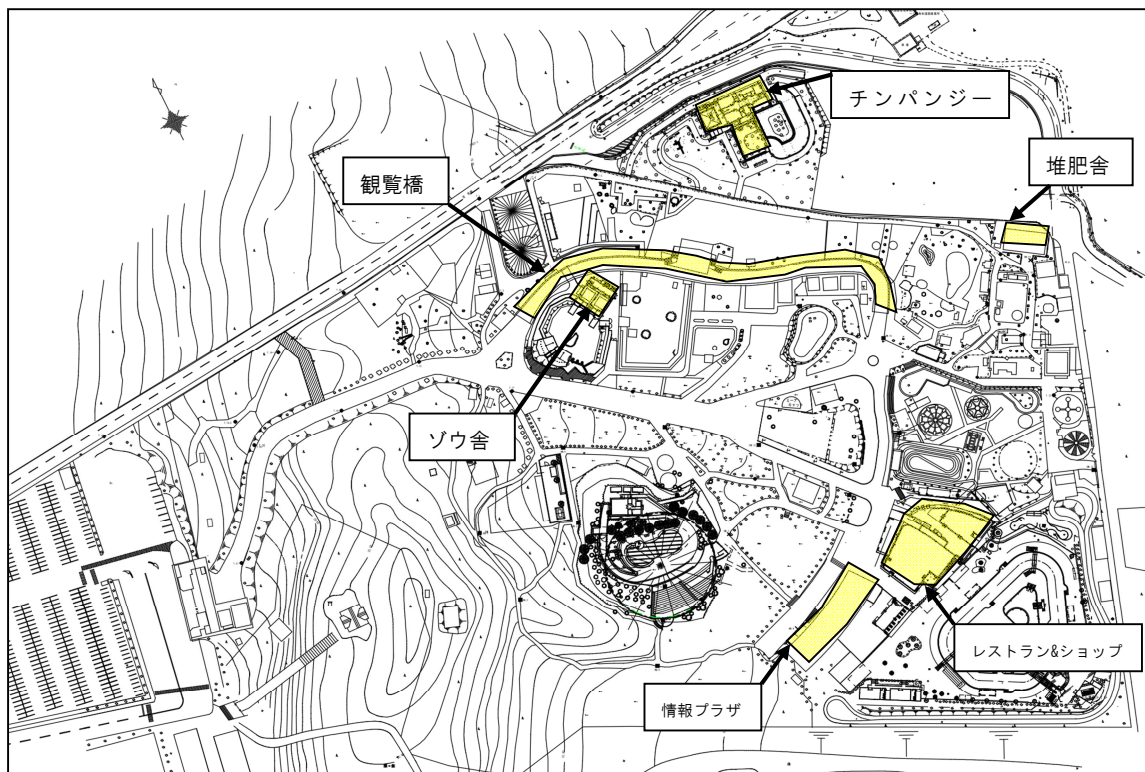 チンパンジー
堆肥舎
観覧橋
ゾウ舎
レストラン&ショップ
情報プラザ